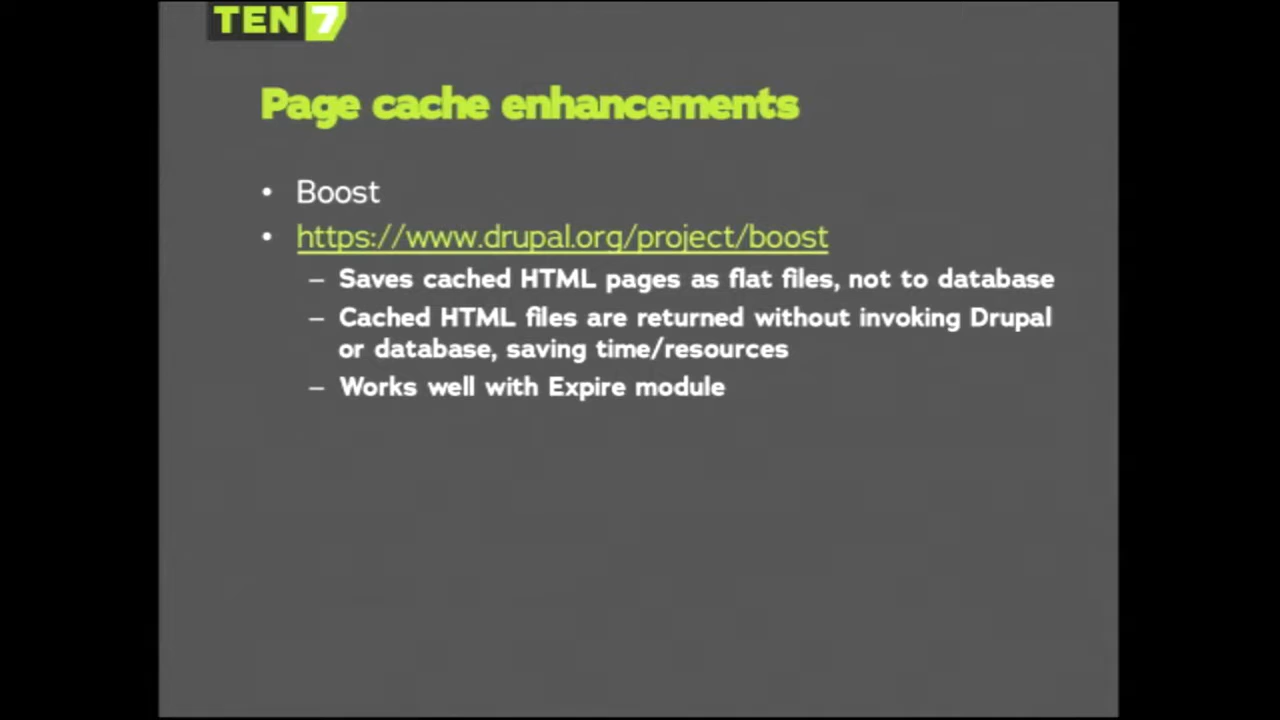 TEN 7
Page cache enhancements
• Boost
• https://www.drupal.org/project/boost
– Saves cached HTML pages as flat files, not to database
– Cached HTML files are returned without invoking Drupal
or database, saving time/resources
– Works well with Expire module